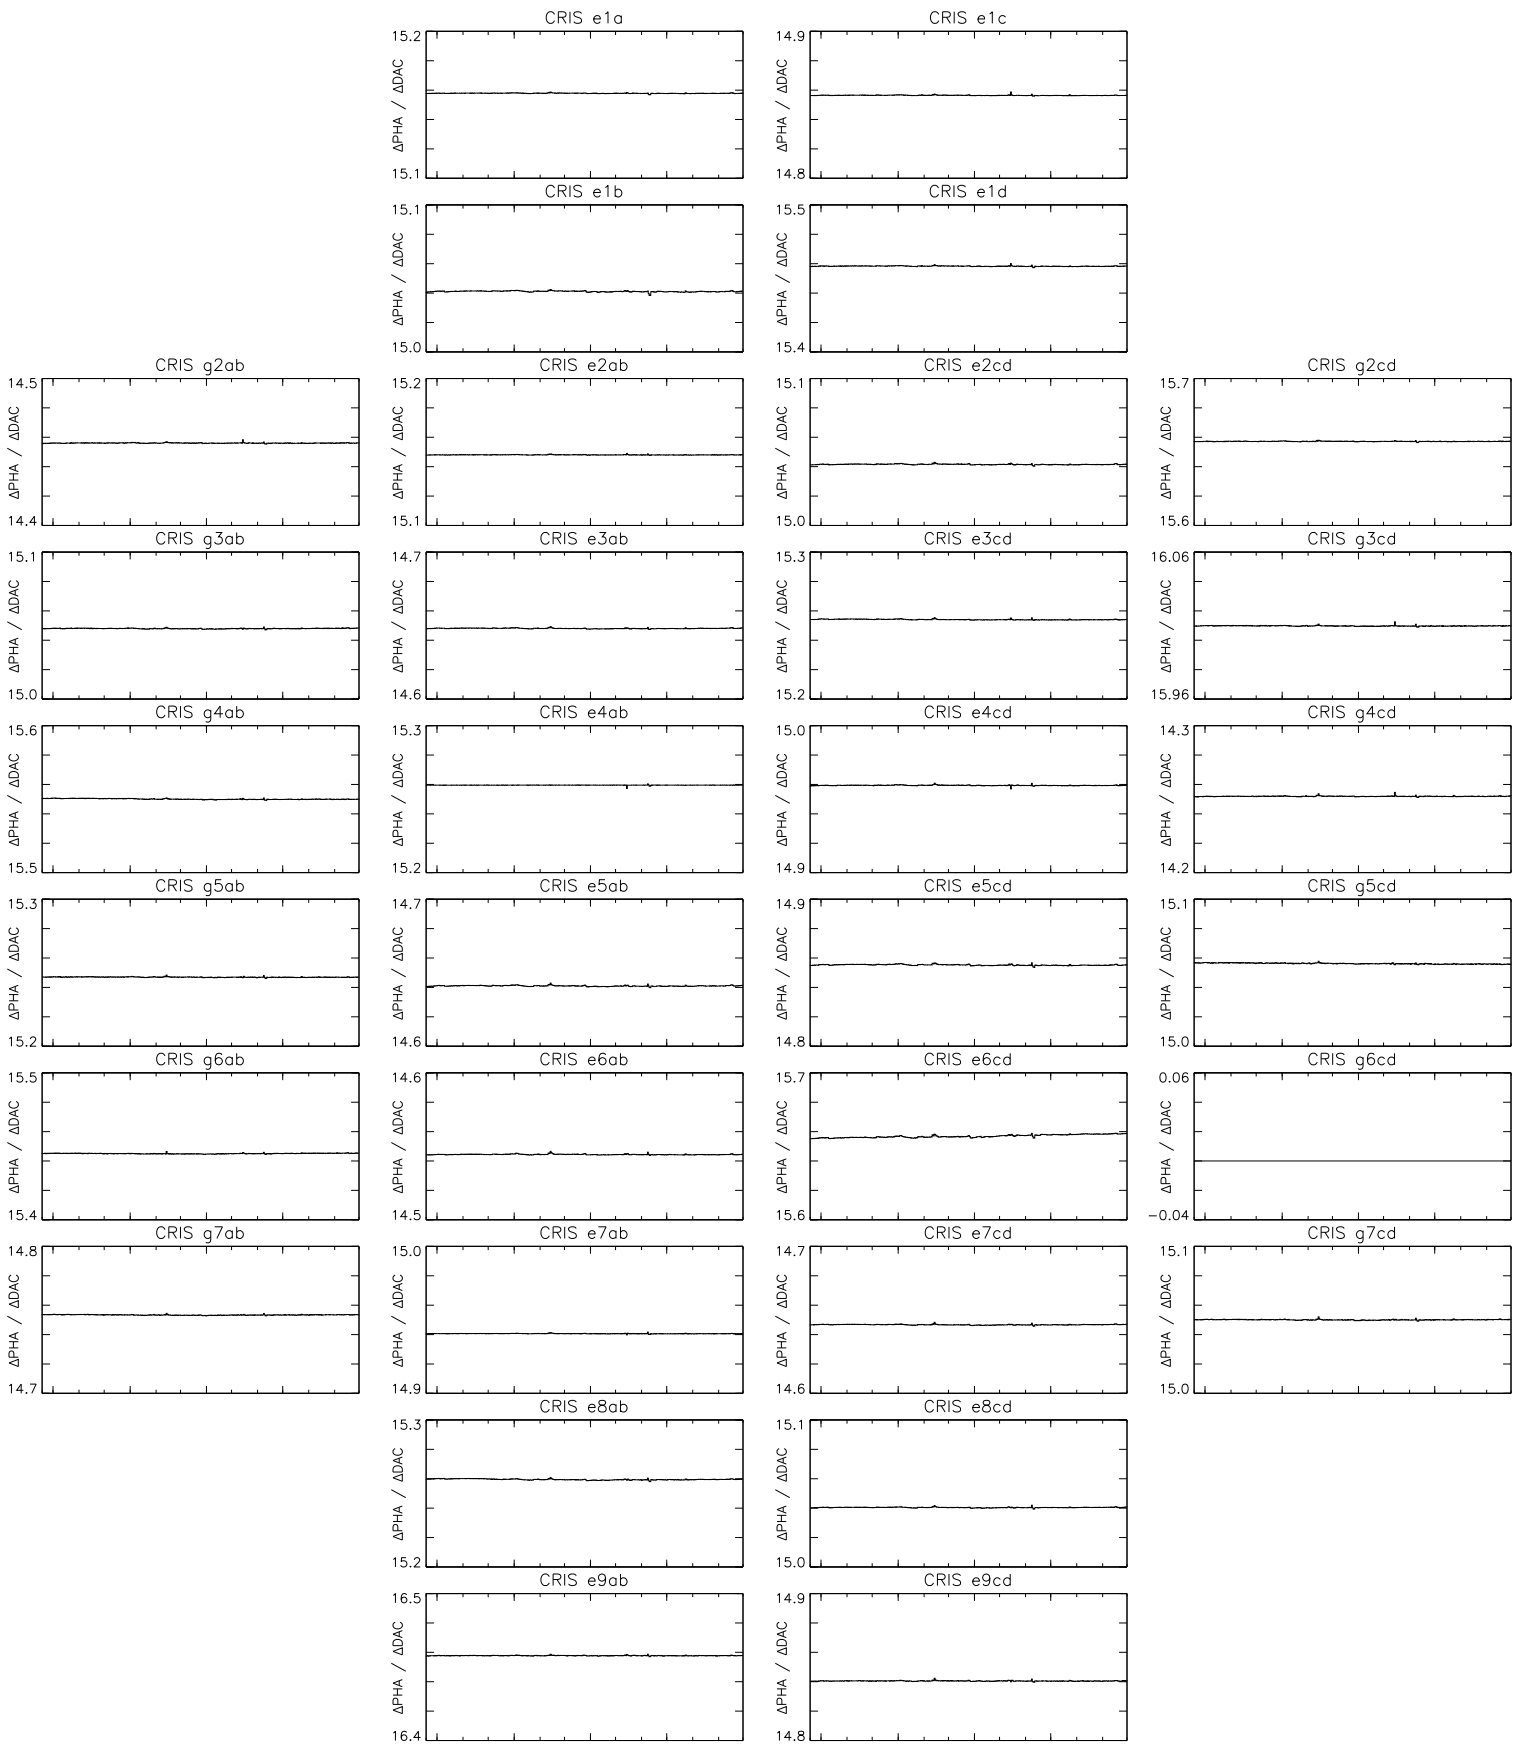 CRIS e1a
15.2
ΔPHA / ΔDAC
15.1
CRIS e1c
14.9
ΔPHA / ΔDAC
14.8
CRIS e1b
15.1
ΔPHA / ΔDAC
15.0
CRIS e1d
15.5
ΔPHA / ΔDAC
15.4
CRIS g2ab
14.5
ΔPHA / ΔDAC
14.4
CRIS e2ab
15.2
ΔPHA / ΔDAC
15.1
CRIS e2cd
15.1
ΔPHA / ΔDAC
15.0
CRIS g2cd
15.7
ΔPHA / ΔDAC
15.6
CRIS g3ab
15.1
ΔPHA / ΔDAC
15.0
CRIS e3ab
14.7
ΔPHA / ΔDAC
14.6
CRIS e3cd
15.3
ΔPHA / ΔDAC
15.2
CRIS g3cd
16.06
ΔPHA / ΔDAC
15.96
CRIS g4ab
15.6
ΔPHA / ΔDAC
15.5
CRIS e4ab
15.3
ΔPHA / ΔDAC
15.2
CRIS e4cd
15.0
ΔPHA / ΔDAC
14.9
CRIS g4cd
14.3
ΔPHA / ΔDAC
14.2
CRIS g5ab
15.3
ΔPHA / ΔDAC
15.2
CRIS e5ab
14.7
ΔPHA / ΔDAC
14.6
CRIS e5cd
14.9
ΔPHA / ΔDAC
14.8
CRIS g5cd
15.1
ΔPHA / ΔDAC
15.0
CRIS g6ab
15.5
ΔPHA / ΔDAC
15.4
CRIS e6ab
14.6
ΔPHA / ΔDAC
14.5
CRIS e6cd
15.7
ΔPHA / ΔDAC
15.6
CRIS g6cd
0.06
ΔPHA / ΔDAC
−0.04
CRIS g7ab
14.8
ΔPHA / ΔDAC
14.7
CRIS e7ab
15.0
ΔPHA / ΔDAC
14.9
CRIS e7cd
14.7
ΔPHA / ΔDAC
14.6
CRIS g7cd
15.1
ΔPHA / ΔDAC
15.0
CRIS e8ab
15.3
ΔPHA / ΔDAC
15.2
CRIS e8cd
15.1
ΔPHA / ΔDAC
15.0
CRIS e9ab
16.5
ΔPHA / ΔDAC
16.4
CRIS e9cd
14.9
ΔPHA / ΔDAC
14.8